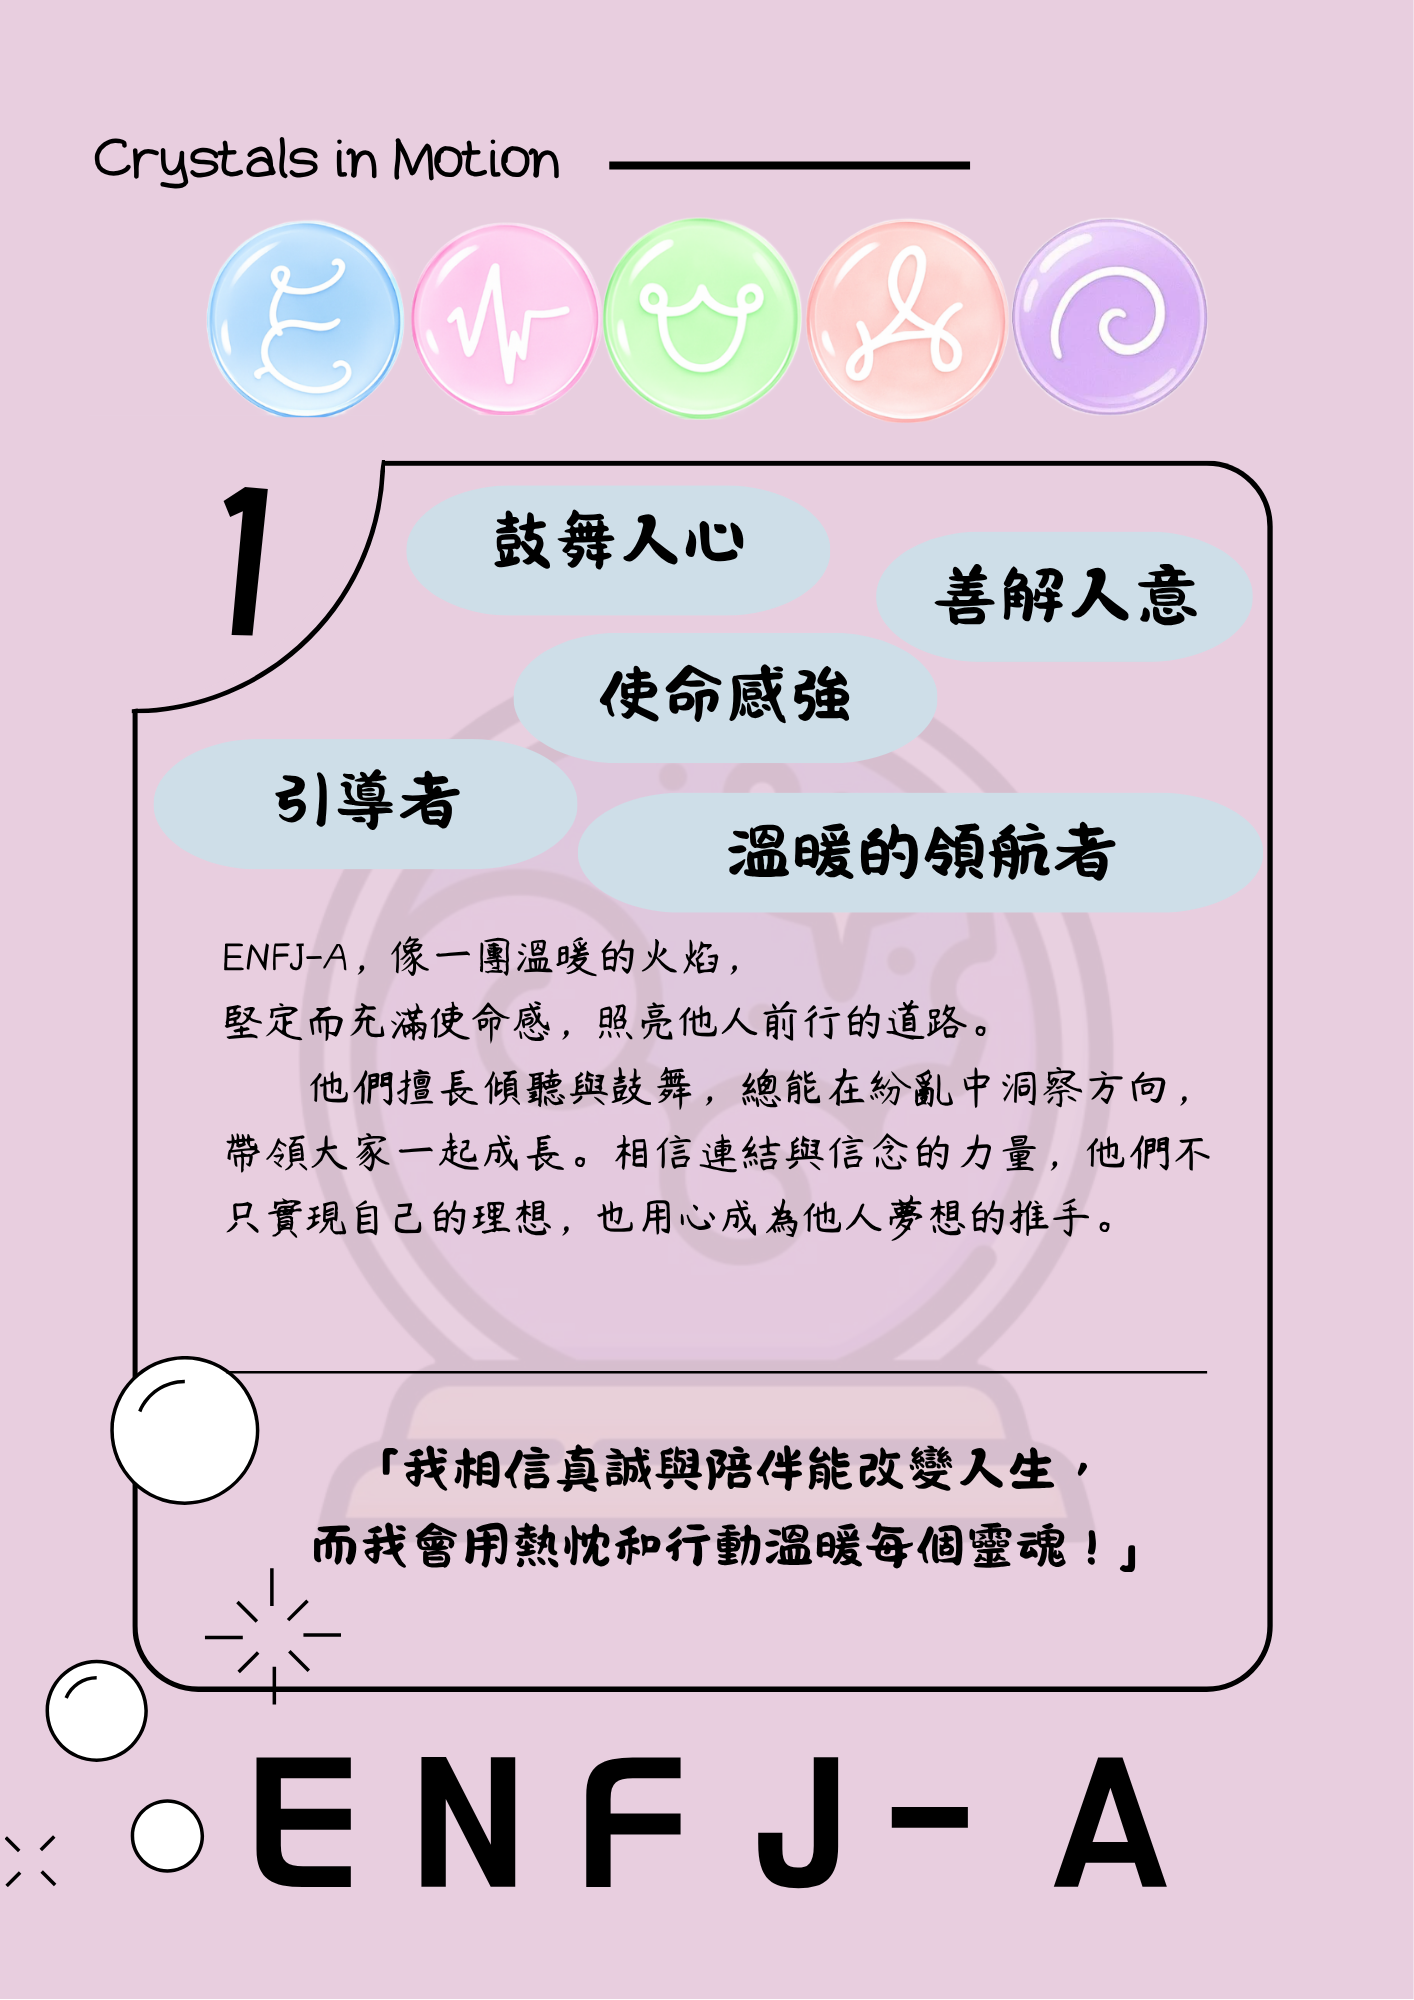 Crystals in Motion
1
鼓舞人心
善解人意
使命感強
引導者
溫暖的領航者
ENFJ-A，像一團溫暖的火焰，
堅定而充滿使命感，照亮他人前行的道路。
他們擅長傾聽與鼓舞，總能在紛亂中洞察方向，
帶領大家一起成長。相信連結與信念的力量，他們不
只實現自己的理想，也用心成為他人夢想的推手。
「我相信真誠與陪伴能改變人生，
而我會用熱忱和行動溫暖每個靈魂！」
ENFJ-A